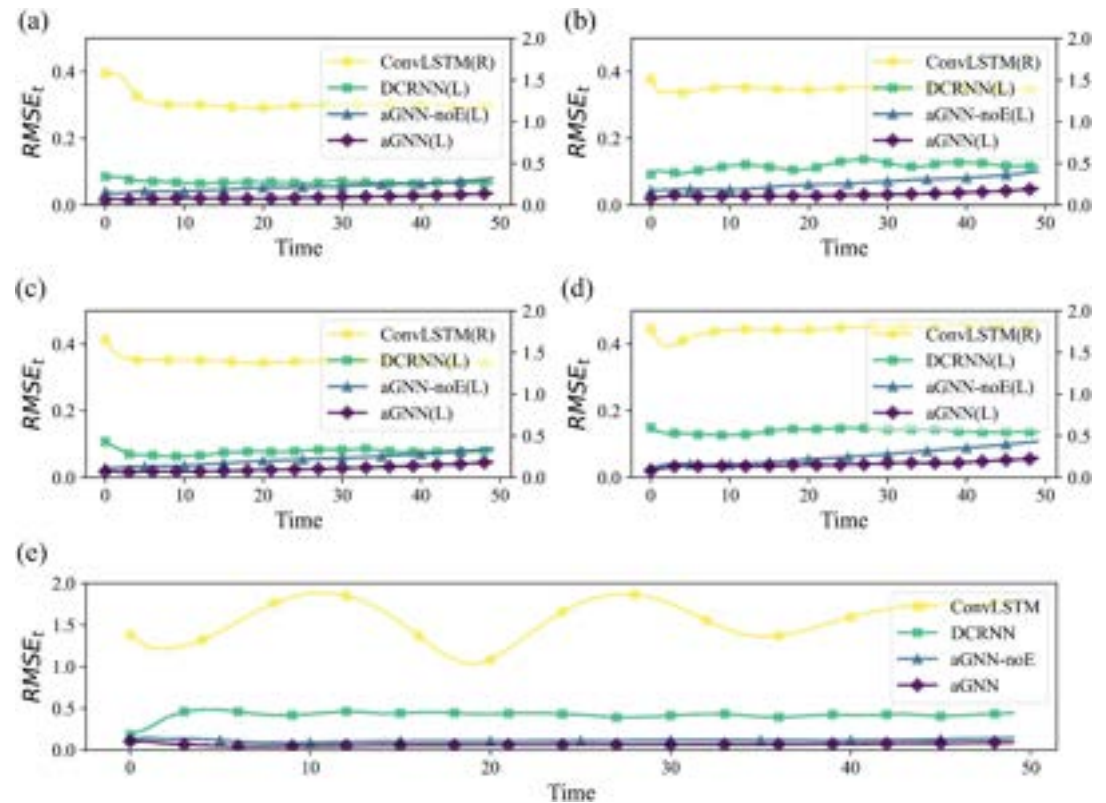 (a)
RMSE_t
0.4
0.2
0.0
2.0
1.5
1.0
0.5
0.0
ConvLSTM(R)
DCRNN(L)
aGNN-noE(L)
aGNN(L)
0 10 20 30 40 50
Time
(b)
RMSE_t
0.4
0.2
0.0
2.0
1.5
1.0
0.5
0.0
ConvLSTM(R)
DCRNN(L)
aGNN-noE(L)
aGNN(L)
0 10 20 30 40 50
Time
(c)
RMSE_t
0.4
0.2
0.0
2.0
1.5
1.0
0.5
0.0
ConvLSTM(R)
DCRNN(L)
aGNN-noE(L)
aGNN(L)
0 10 20 30 40 50
Time
(d)
RMSE_t
0.4
0.2
0.0
2.0
1.5
1.0
0.5
0.0
ConvLSTM(R)
DCRNN(L)
aGNN-noE(L)
aGNN(L)
0 10 20 30 40 50
Time
(e)
RMSE_t
2.0
1.5
1.0
0.5
0.0
ConvLSTM
DCRNN
aGNN-noE
aGNN
0 10 20 30 40 50
Time